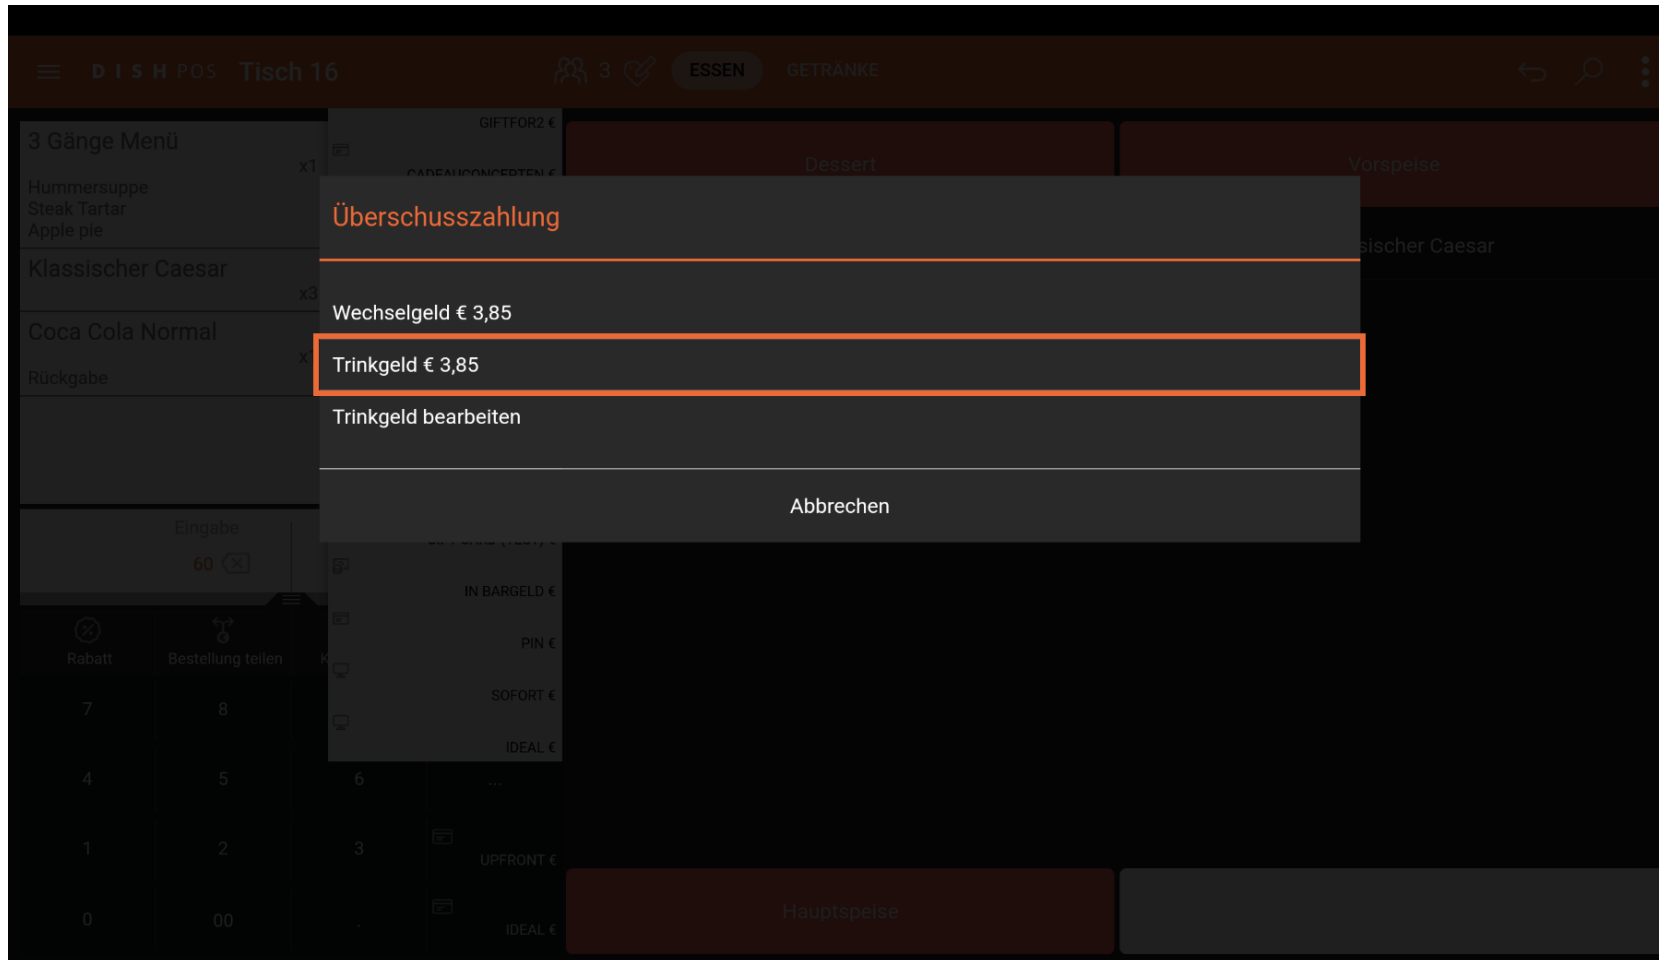 DISH POS Tisch 16
3
ESSEN
GETRÄNKE
3 Gänge Menü
x1
Hummersuppe
Steak Tartar
Apple pie
Klassischer Caesar
x3
Coca Cola Normal
Rückgabe
GIFTFOR2 €
CADEAUCONCERTEN €
Dessert
Vorspeise
Überschusszahlung
Wechselgeld € 3,85
Trinkgeld € 3,85
Trinkgeld bearbeiten
Abbrechen
Eingabe
60
IN BARGELD €
PIN €
SOFORT €
IDEAL €
Rabatt
Bestellung teilen
7
8
4
5
6
...
1
2
3
UPFRONT €
0
00
.
IDEAL €
Hauptspeise